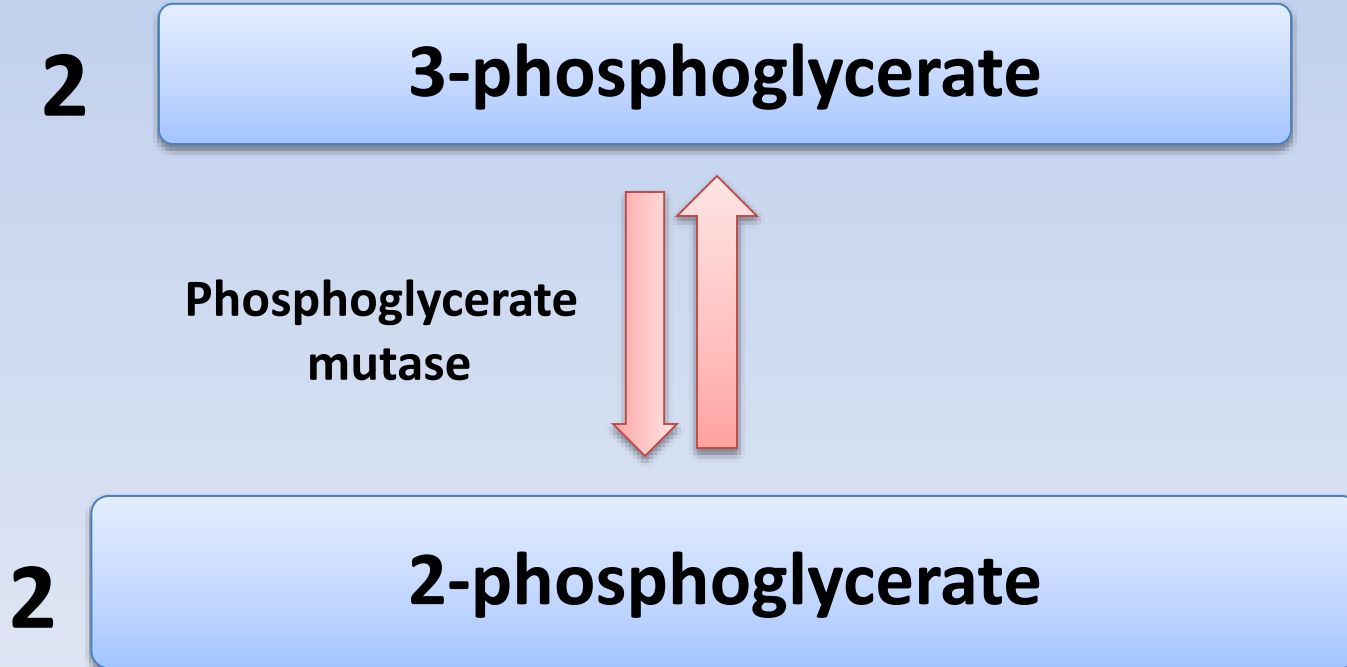 2
3-phosphoglycerate
Phosphoglycerate
mutase
2
2-phosphoglycerate